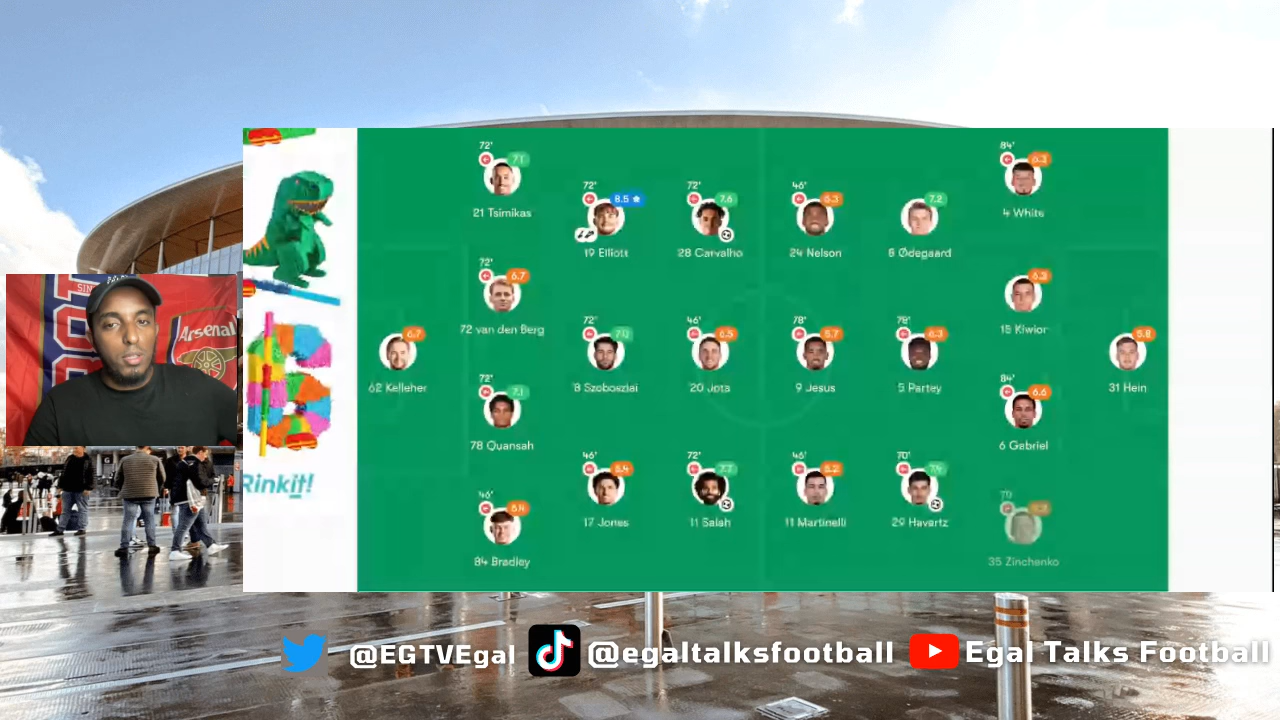 72'
7.1
21 Tsimikas
72'
8.5
19 Elliott
72'
7.6
28 Carvalho
46'
6.3
24 Nelson
7.2
8 Ødegaard
84'
6.3
4 White
72'
6.7
72 van den Berg
6.3
15 Kiwior
6.7
62 Kelleher
72'
7.0
8 Szoboszlai
46'
6.5
20 Jota
78'
5.7
9 Jesus
78'
6.3
5 Partey
5.8
31 Hein
72'
7.1
78 Quansah
84'
6.6
6 Gabriel
46'
17 Jones
72'
7.7
11 Salah
46'
6.2
11 Martinelli
70'
7.4
29 Havertz
46'
84 Bradley
70
35 Zinchenko
Arsenal
Rinkit!
@EGTVEgal
@egaltalksfootball
Egal Talks Football